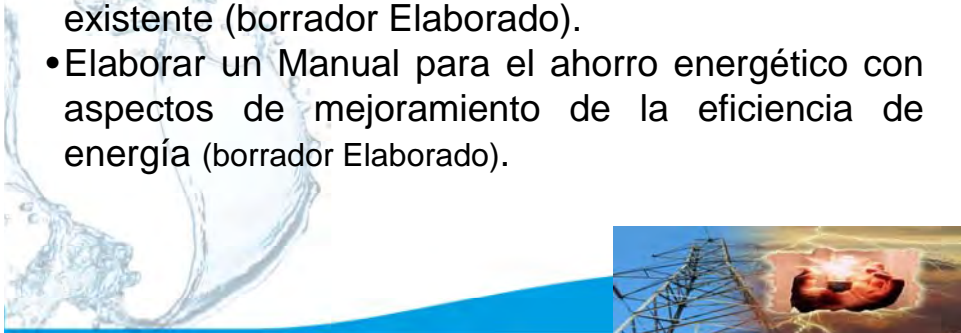 existente (borrador Elaborado).
•Elaborar un Manual para el ahorro energético con
aspectos de mejoramiento de la eficiencia de
energía (borrador Elaborado).